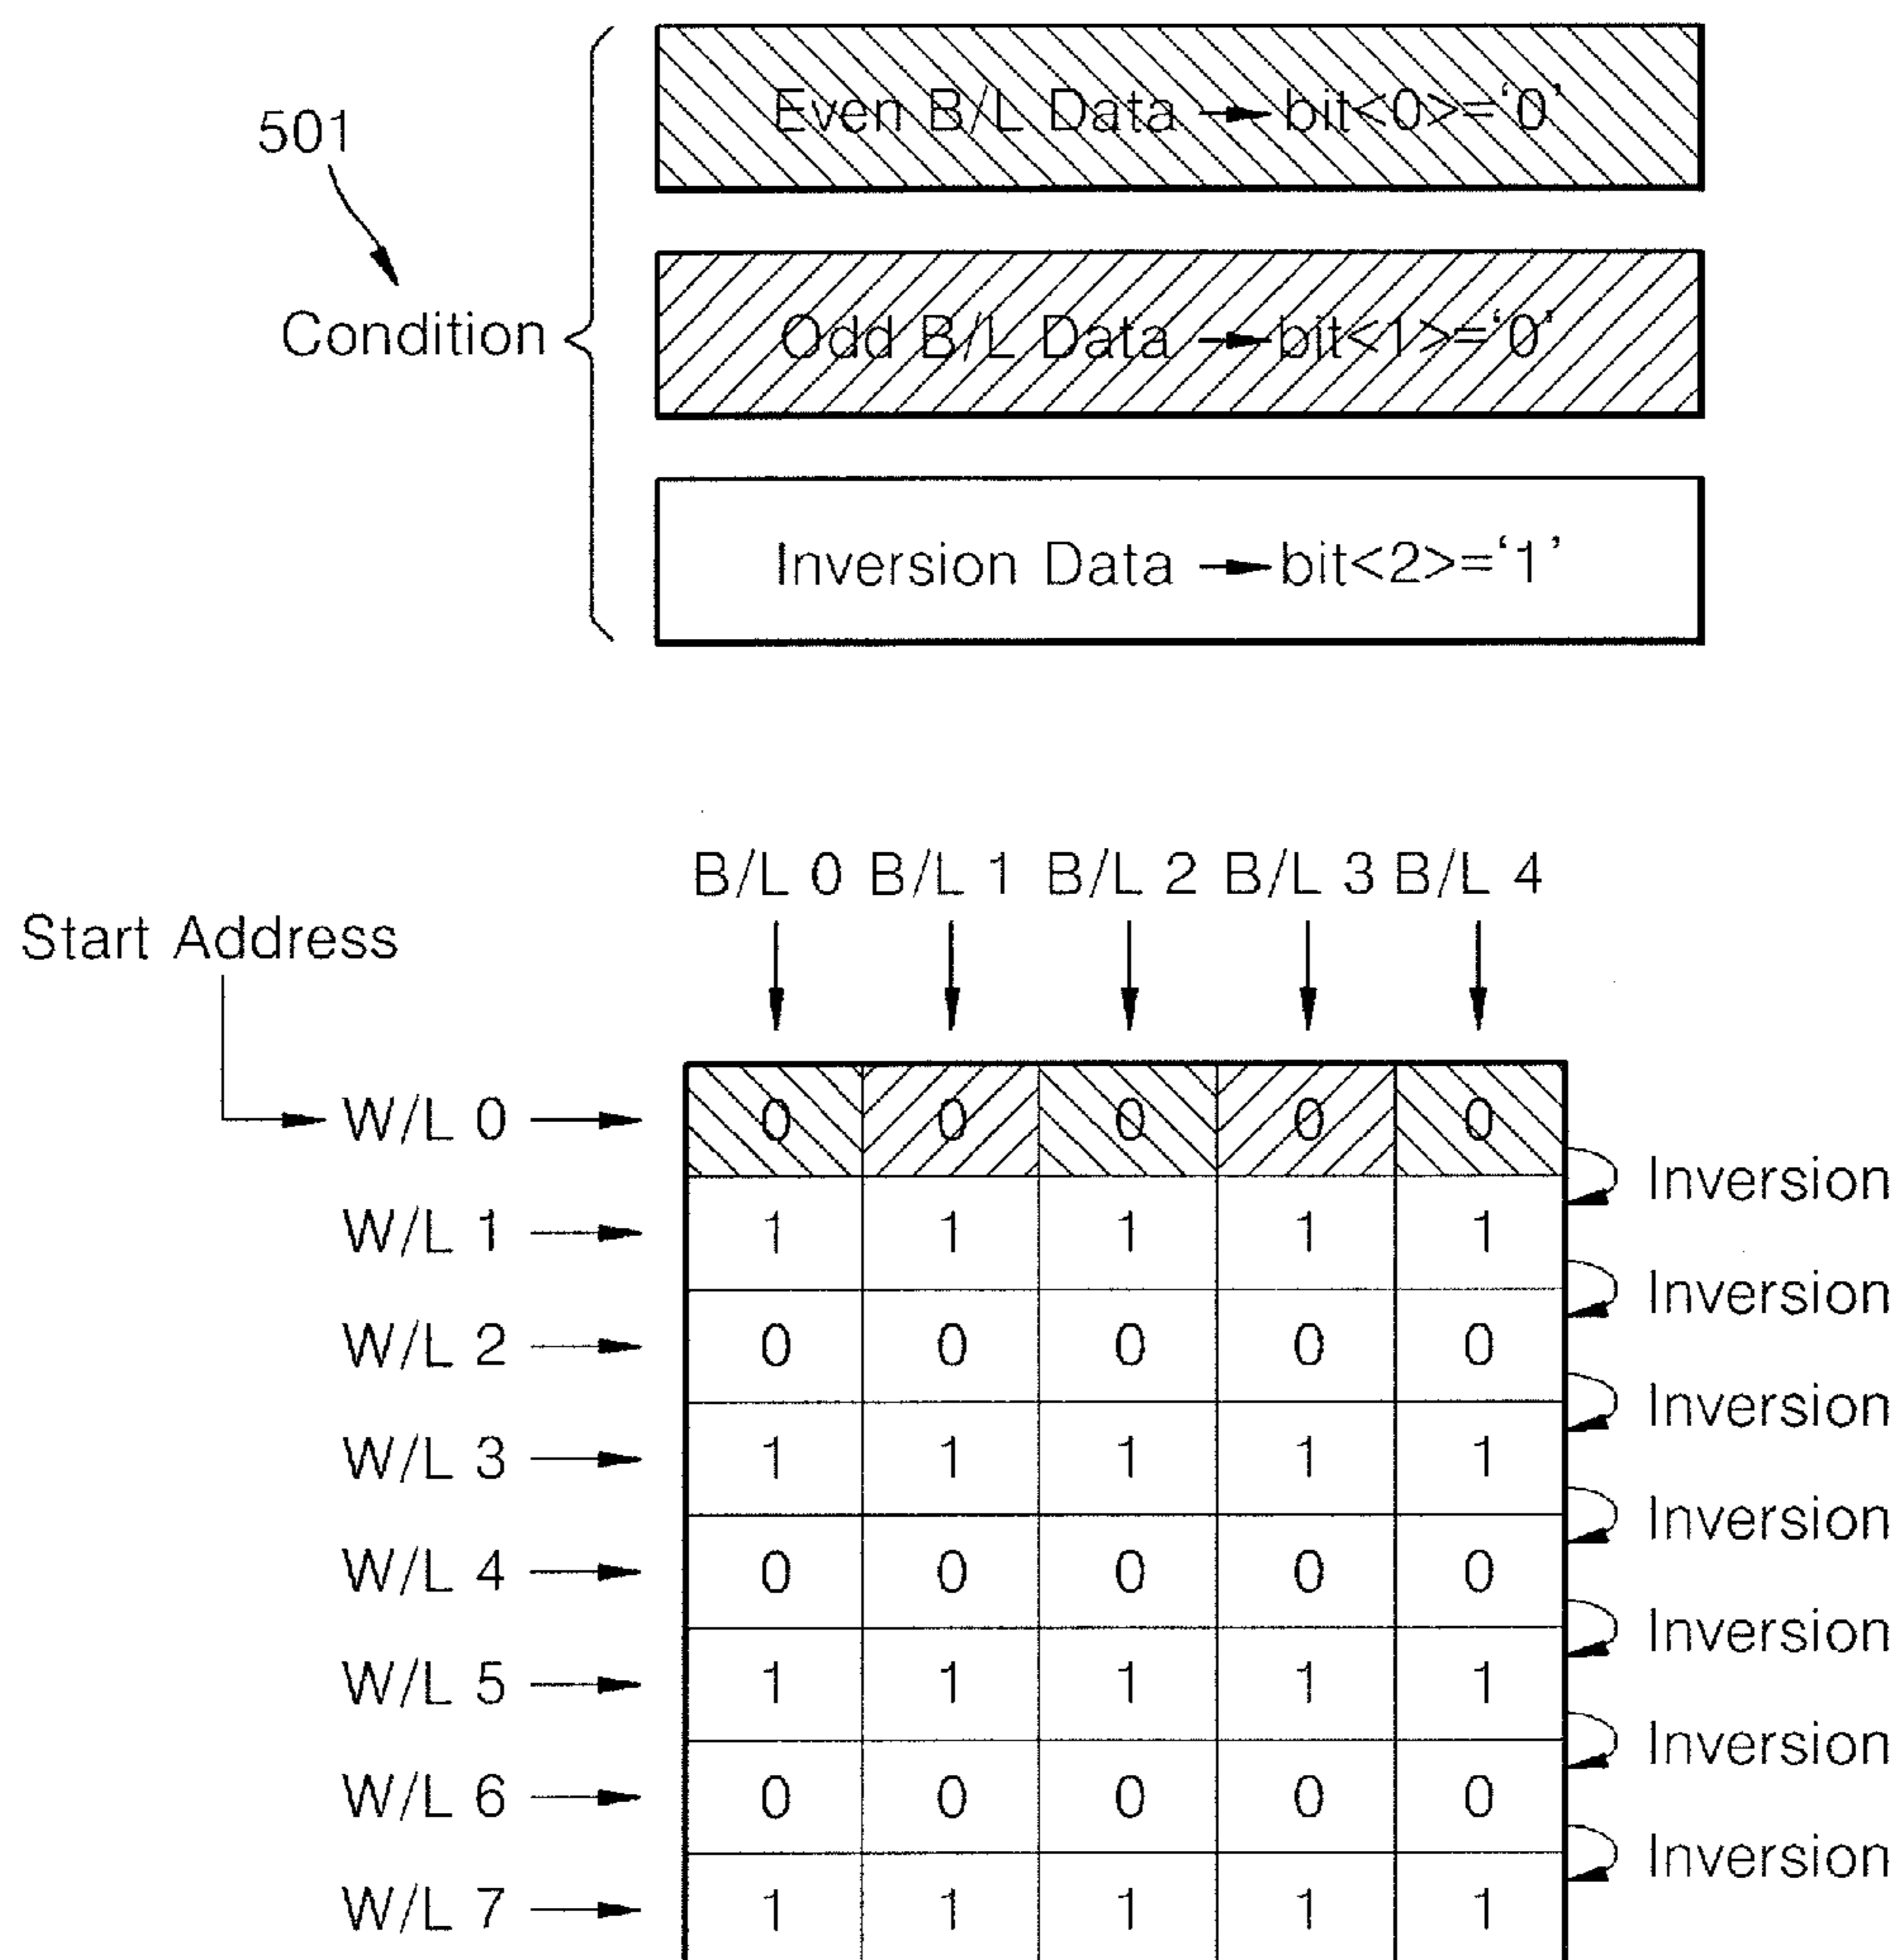 Even B/L Data → bit<0>='0'
501
Odd B/L Data → bit<1>='0'
Condition
Inversion Data → bit<2>='1'
B/L 0 B/L 1 B/L 2 B/L 3 B/L 4
Start Address
W/L 0 0 0 0 0 0
Inversion
W/L 1 1 1 1 1 1
Inversion
W/L 2 0 0 0 0 0
Inversion
W/L 3 1 1 1 1 1
Inversion
W/L 4 0 0 0 0 0
Inversion
W/L 5 1 1 1 1 1
Inversion
W/L 6 0 0 0 0 0
Inversion
W/L 7 1 1 1 1 1